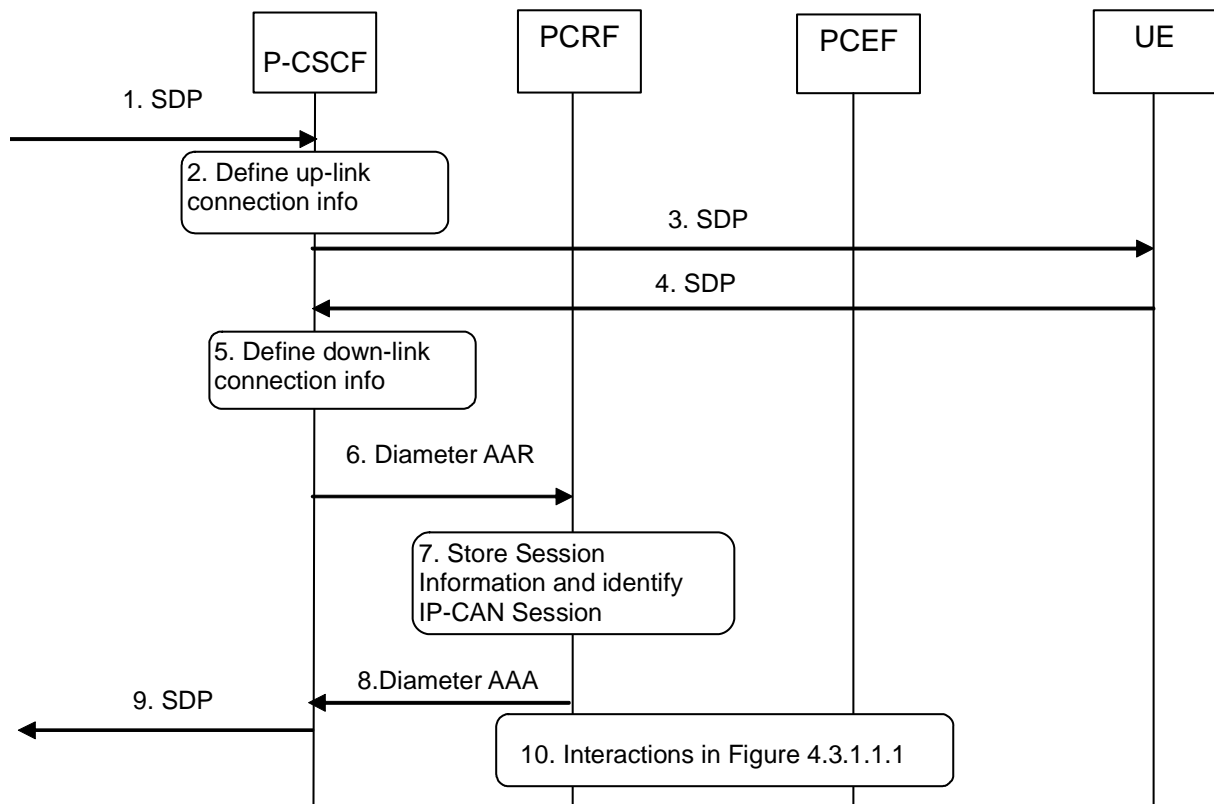 P-CSCF
PCRF
PCEF
UE
1. SDP
2. Define up-link
connection info
3. SDP
4. SDP
5. Define down-link
connection info
6. Diameter AAR
7. Store Session
Information and identify
IP-CAN Session
8.Diameter AAA
9. SDP
10. Interactions in Figure 4.3.1.1.1